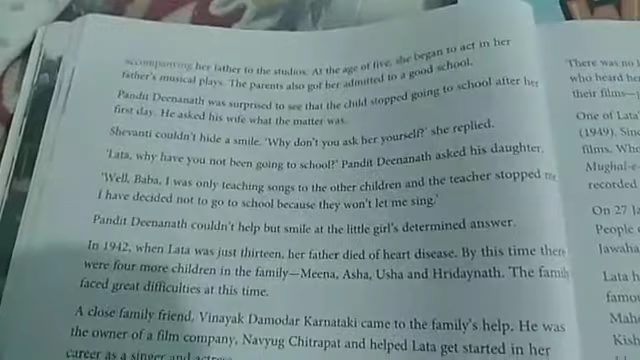 accompanying her father to the studios. At the age of five, she began to act in her
father's musical plays. The parents also got her admitted to a good school.
Pandit Deenanath was surprised to see that the child stopped going to school after her
first day. He asked his wife what the matter was.
Shevanti couldn't hide a smile. 'Why don't you ask her yourself?' she replied.
'Lata, why have you not been going to school?' Pandit Deenanath asked his daughter.
'Well, Baba, I was only teaching songs to the other children and the teacher stopped me
I have decided not to go to school because they won't let me sing.'
Pandit Deenanath couldn't help but smile at the little girl's determined answer.
In 1942, when Lata was just thirteen, her father died of heart disease. By this time there
were four more children in the family—Meena, Asha, Usha and Hridaynath. The family
faced great difficulties at this time.
A close family friend, Vinayak Damodar Karnataki came to the family's help. He was
the owner of a film company, Navyug Chitrapat and helped Lata get started in her
career as a singer and actress
There was no
who heard he
their films—
One of Lata'
(1949). Sin
films. Whe
Mughal-e-
recorded
On 27 Ja
People
Jawaha
Lata h
famou
Mah
Kis